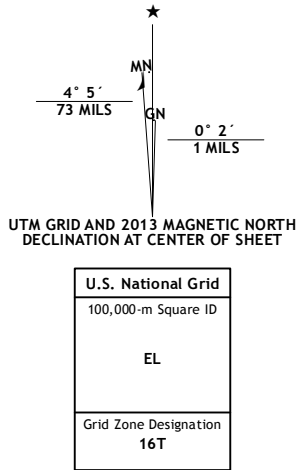 ★
MN
GN
4° 5´
73 MILS
0° 2´
1 MILS
UTM GRID AND 2013 MAGNETIC NORTH
DECLINATION AT CENTER OF SHEET
U.S. National Grid
100,000-m Square ID
EL
Grid Zone Designation
16T